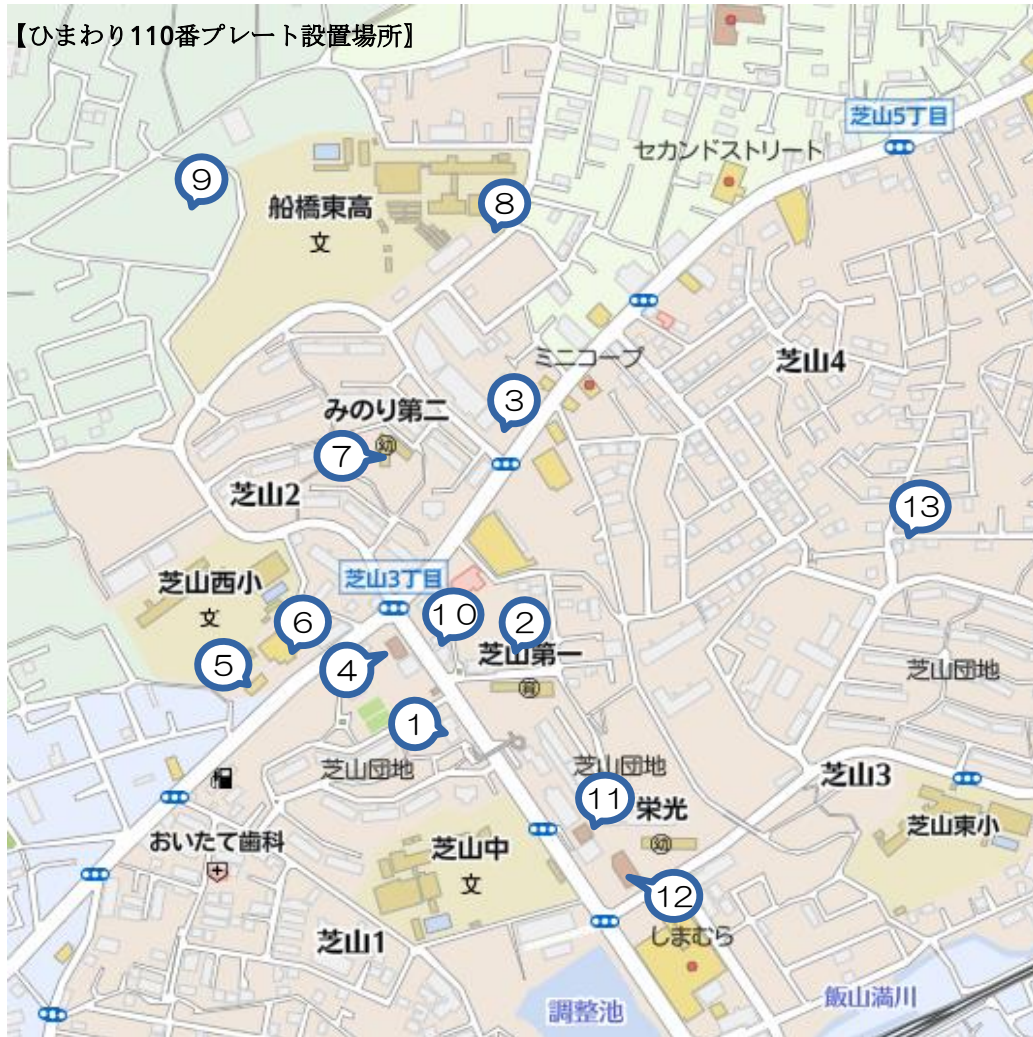 【ひまわり110番プレート設置場所】
芝山5丁目
セカンドストリート
⑨
船橋東高
文
⑧
ミニコープ
芝山4
③
みのり第二
幼
⑦
芝山2
⑬
芝山3丁目
芝山西小
文
⑥
⑩
②
芝山第一
⑤
④
芝山団地
①
芝山団地
芝山団地
芝山3
⑪
栄光
幼
おいたて歯科
芝山中
文
芝山東小
⑫
しまむら
芝山1
調整池
飯山満川